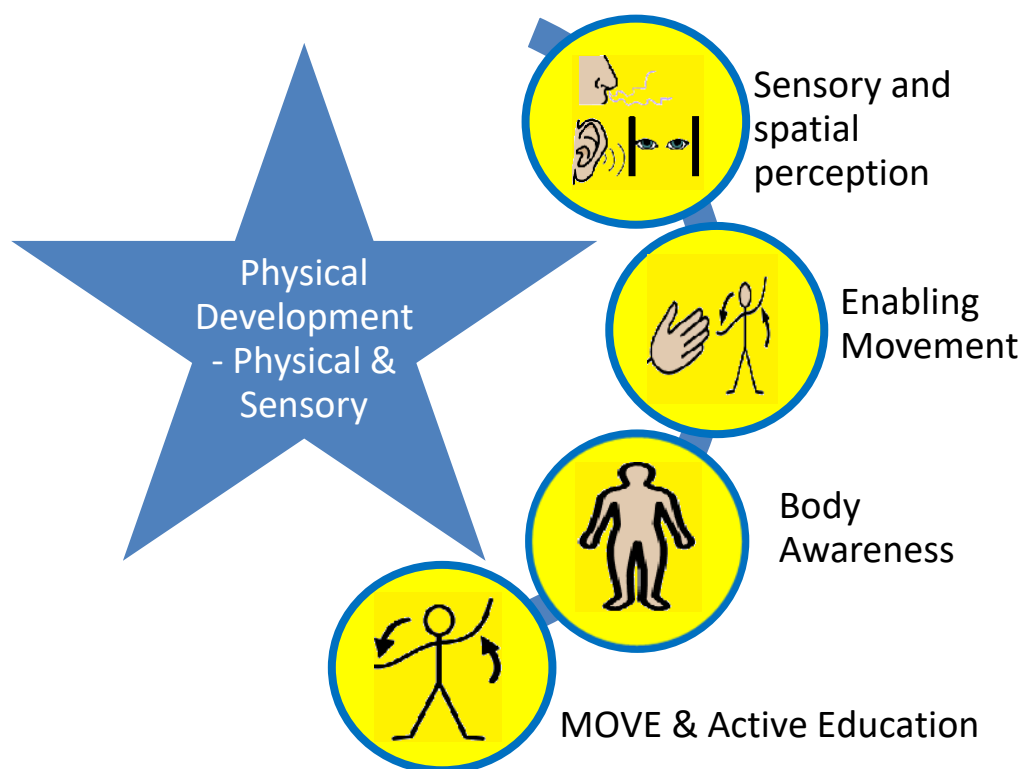 Physical
Development
- Physical &
Sensory
Sensory and
spatial
perception
Enabling
Movement
Body
Awareness
MOVE & Active Education